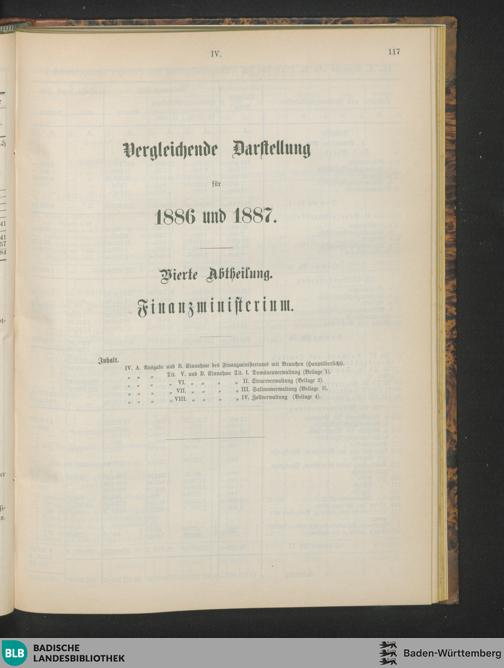 IV.
117
Vergleichende Darstellung
für
1886 und 1887.
Vierte Abtheilung.
Finanzministerium.
Inhalt.
IV. A. Ausgabe und B. Einnahme des Finanzministeriums mit Branchen (Hauptübersicht).
„ „ „ Tit. V. und B. Einnahme Tit. I. Domänenverwaltung (Beilage 1).
„ „ „ „ VI. „ „ „ „ II. Steuerverwaltung (Beilage 2).
„ „ „ „ VII. „ „ „ „ III. Salinenverwaltung (Beilage 3).
„ „ „ „ VIII. „ „ „ „ IV. Zollverwaltung (Beilage 4).
BLB
BADISCHE
LANDESBIBLIOTHEK
Baden-Württemberg